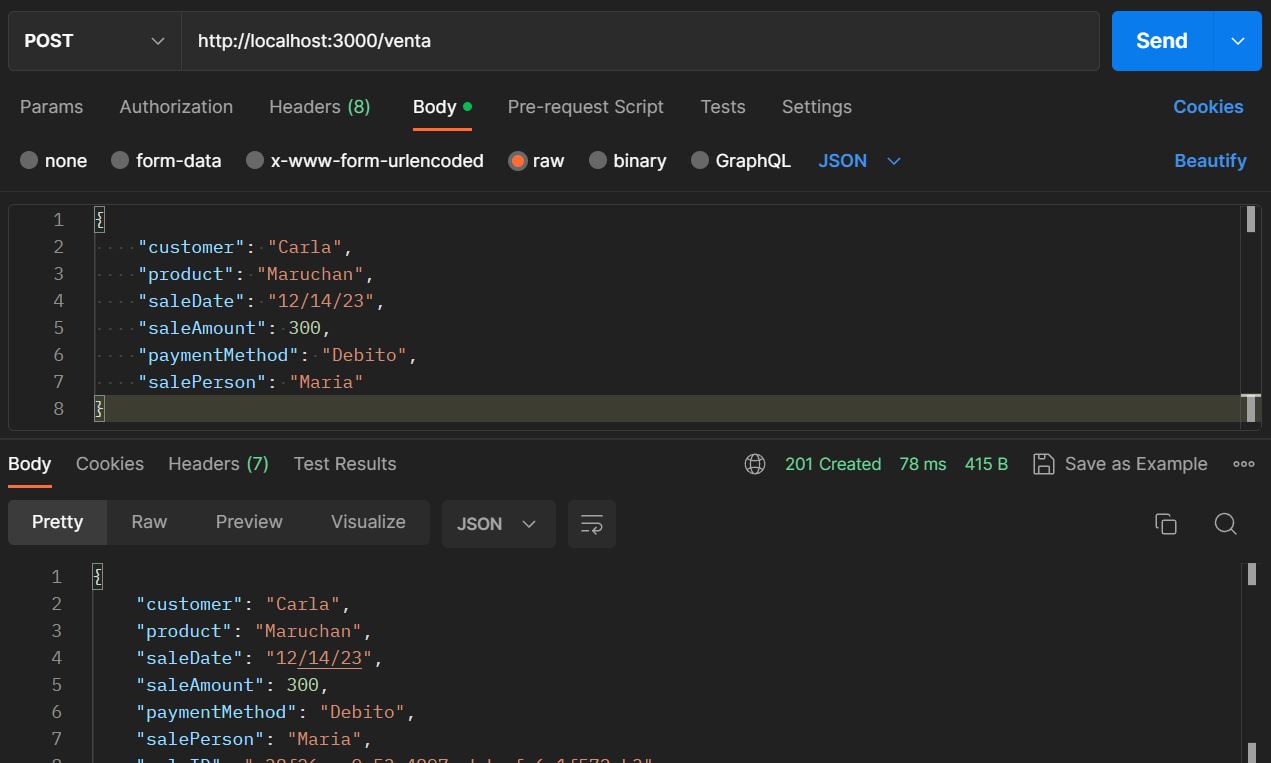 POST http://localhost:3000/venta Send
Params Authorization Headers (8) Body Pre-request Script Tests Settings Cookies
none form-data x-www-form-urlencoded raw binary GraphQL JSON Beautify
1 {
2 "customer": "Carla",
3 "product": "Maruchan",
4 "saleDate": "12/14/23",
5 "saleAmount": 300,
6 "paymentMethod": "Debito",
7 "salePerson": "Maria"
8 }
Body Cookies Headers (7) Test Results 201 Created 78 ms 415 B Save as Example
Pretty Raw Preview Visualize JSON
1 {
2 "customer": "Carla",
3 "product": "Maruchan",
4 "saleDate": "12/14/23",
5 "saleAmount": 300,
6 "paymentMethod": "Debito",
7 "salePerson": "Maria",